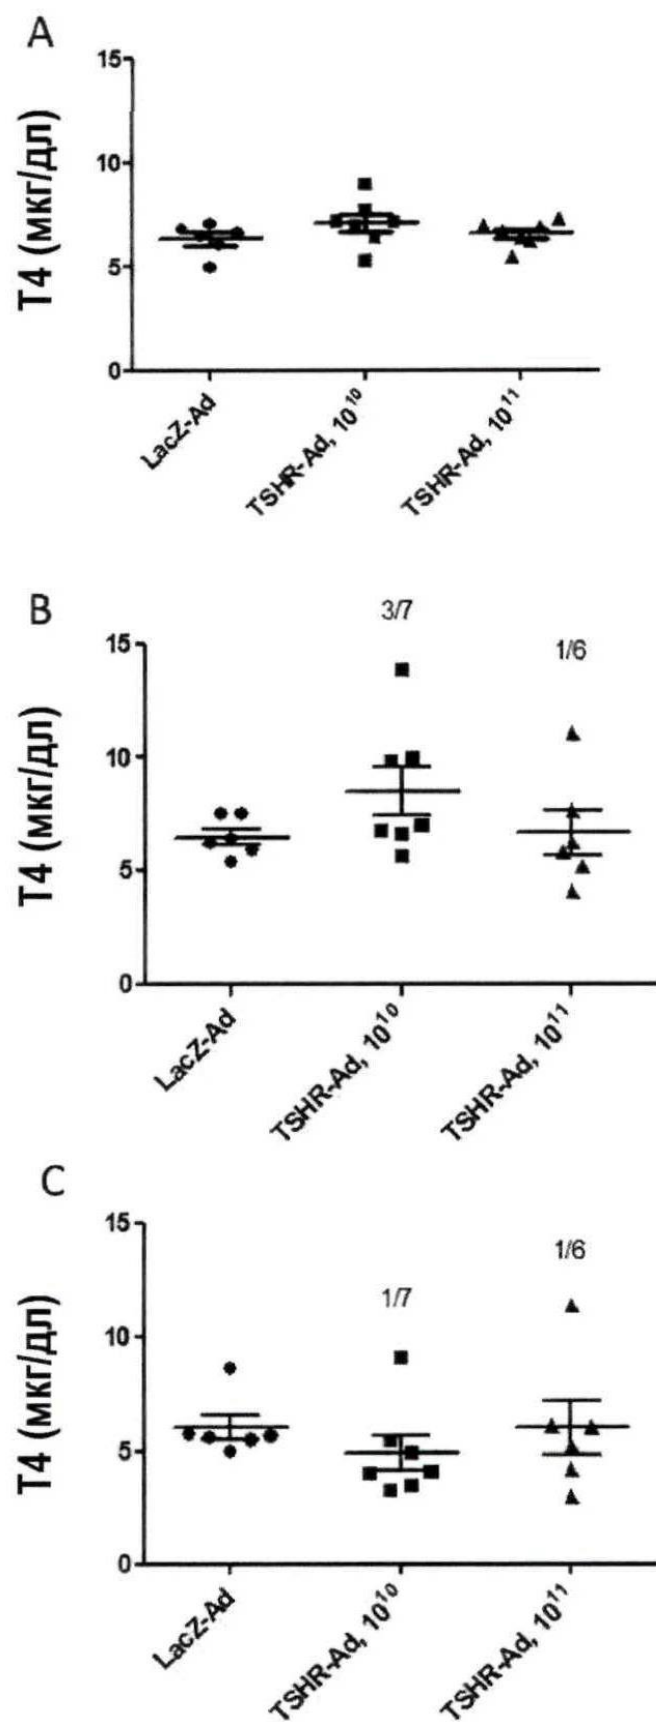 A
T4 (мкг/дл)
15
10
5
0
LacZ-Ad
TSHR-Ad, 10¹⁰
TSHR-Ad, 10¹¹
B
3/7
1/6
T4 (мкг/дл)
15
10
5
0
LacZ-Ad
TSHR-Ad, 10¹⁰
TSHR-Ad, 10¹¹
C
1/7
1/6
T4 (мкг/дл)
15
10
5
0
LacZ-Ad
TSHR-Ad, 10¹⁰
TSHR-Ad, 10¹¹